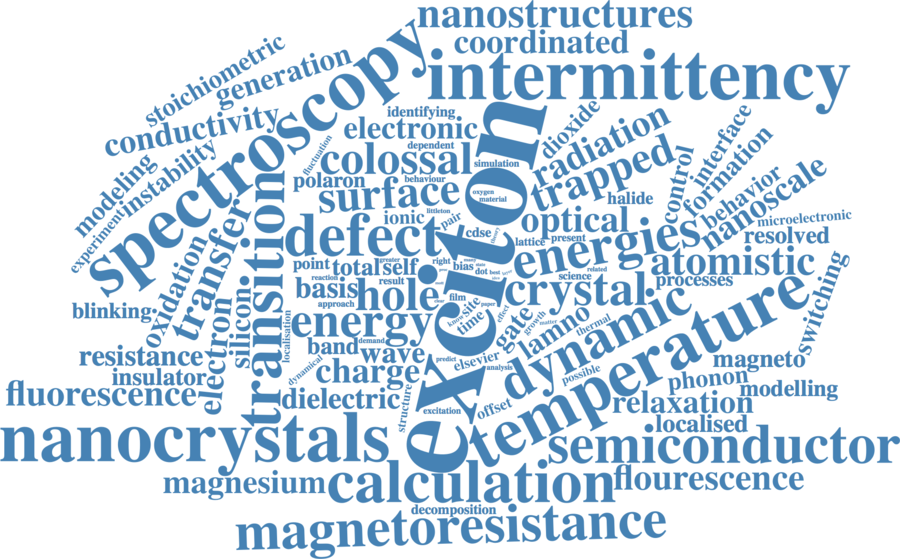 nanostructures
coordinated
intermittency
stoichiometric
generation
spectroscopy
conductivity
identifying
electronic
dependent
colossal
simulation
fluctuation
behaviour
polaron
surface
oxygen
material
dioxide
radiation
trapped
halide
control
interface
formation
behavior
nanoscale
microelectronic
resolved
modeling
instability
experiment
exciton
ionic
littleton
pair
cdse
theory
optical
lattice
present
energies
atomistic
processes
switching
transition
transfer
oxidation
defect
point
total
self
greater
right
bias
dot
best
science
related
reaction
result
basis
approach
hole
film
paper
crystal
blinking
silicon
electron
localisation
energy
know
site
time
effect
gate
growth
matter
thermal
lamno
dynamic
temperature
resistance
insulator
band
demand
wave
predict
elsevier
analysis
possible
magneto
phonon
modelling
fluorescence
dynamical
charge
dielectric
structure
excitation
offset
relaxation
localised
nanocrystals
semiconductor
magnesium
calculation
flourescence
decomposition
magnetoresistance